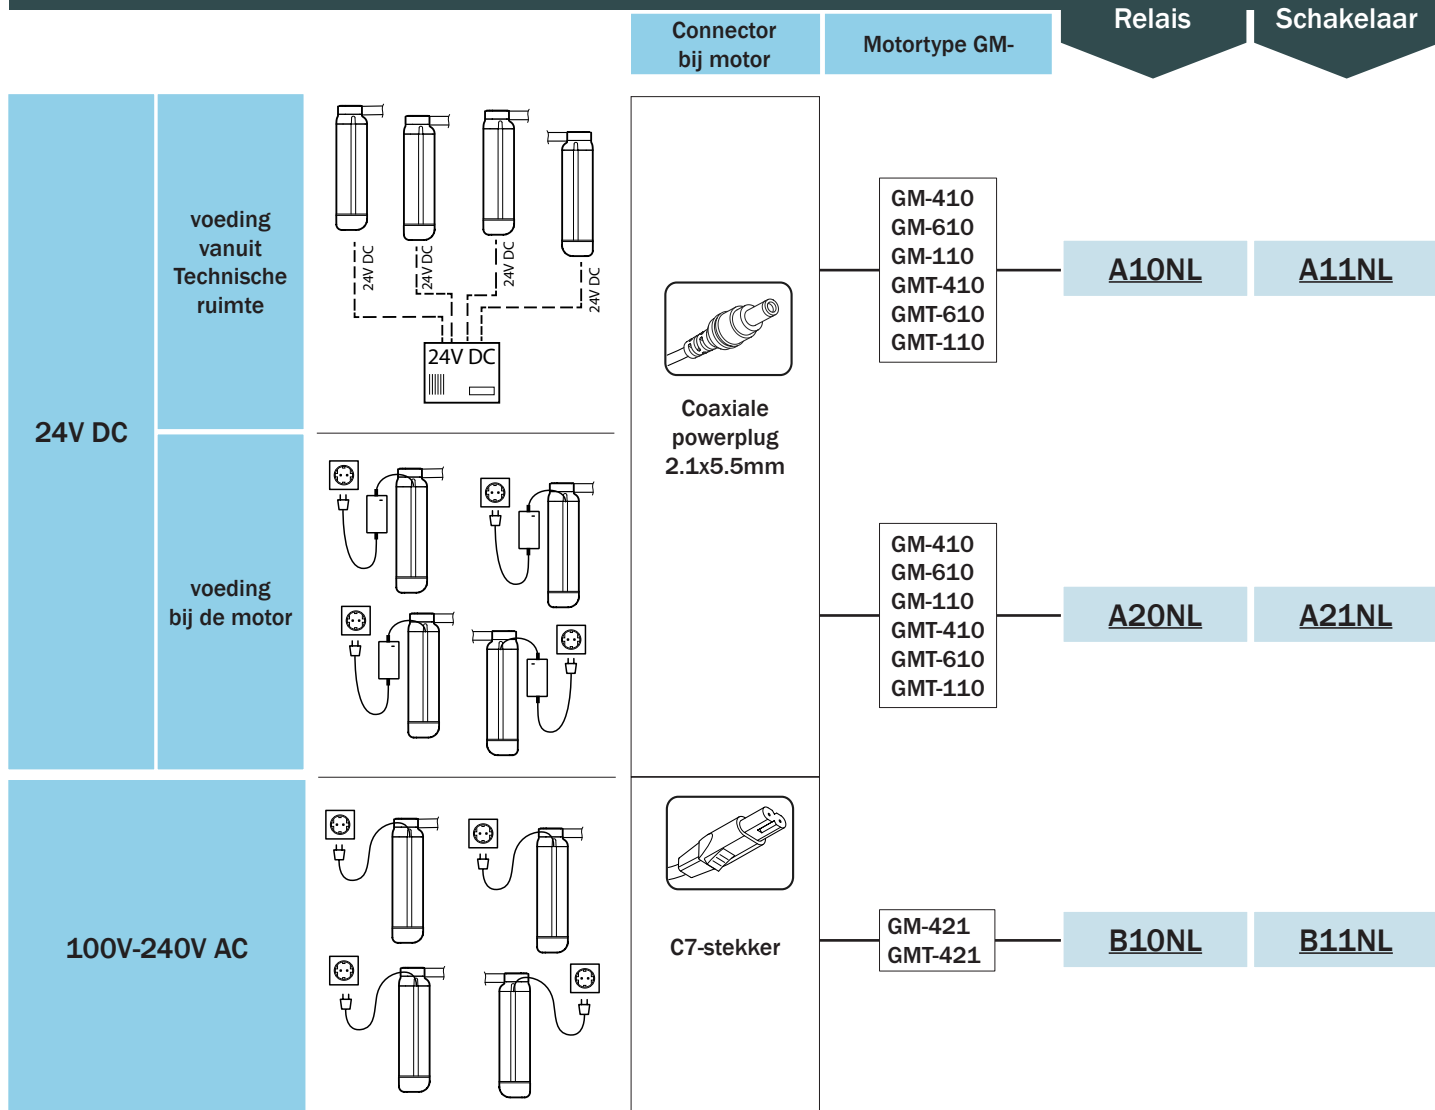 Relais
Schakelaar
Connector
bij motor
Motortype GM-
24V DC
voeding
vanuit
Technische
ruimte
24V DC
24V DC
24V DC
24V DC
24V DC
Coaxiale
powerplug
2.1x5.5mm
GM-410
GM-610
GM-110
GMT-410
GMT-610
GMT-110
A10NL
A11NL
voeding
bij de motor
GM-410
GM-610
GM-110
GMT-410
GMT-610
GMT-110
A20NL
A21NL
100V-240V AC
C7-stekker
GM-421
GMT-421
B10NL
B11NL